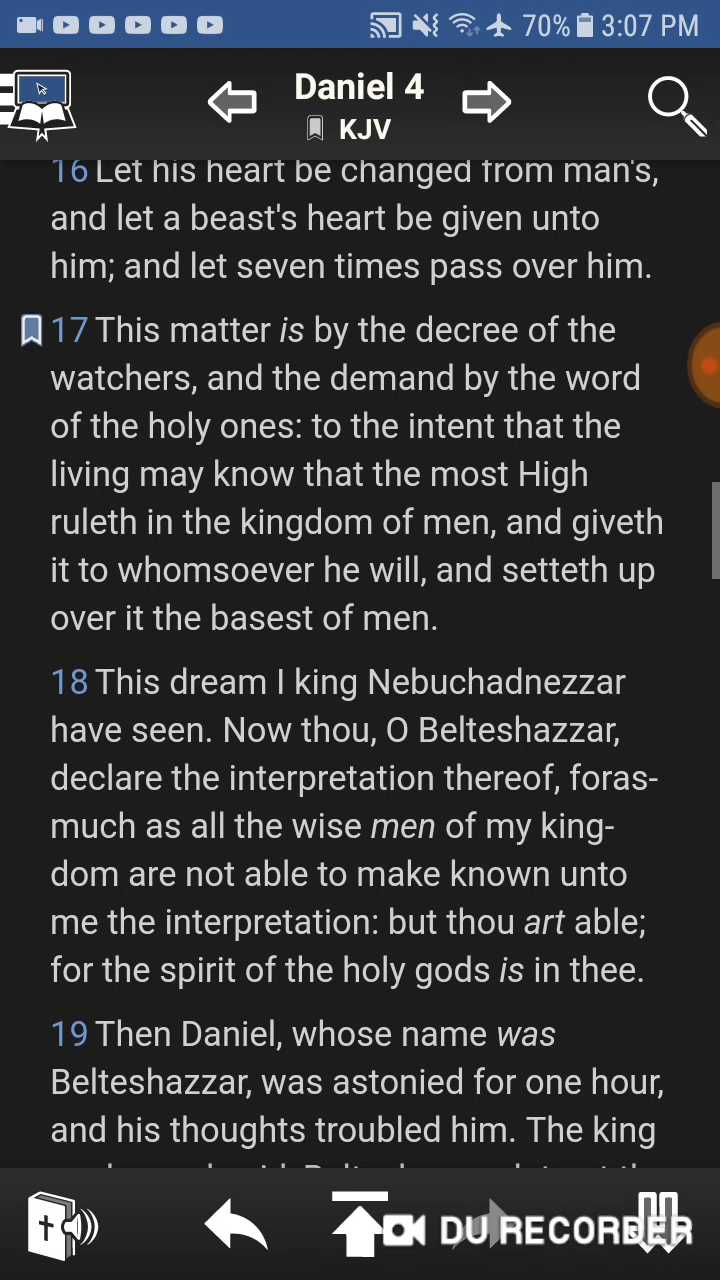 70% 3:07 PM
Daniel 4
KJV
16 Let his heart be changed from man's,
and let a beast's heart be given unto
him; and let seven times pass over him.
17 This matter is by the decree of the
watchers, and the demand by the word
of the holy ones: to the intent that the
living may know that the most High
ruleth in the kingdom of men, and giveth
it to whomsoever he will, and setteth up
over it the basest of men.
18 This dream I king Nebuchadnezzar
have seen. Now thou, O Belteshazzar,
declare the interpretation thereof, foras-
much as all the wise men of my king-
dom are not able to make known unto
me the interpretation: but thou art able;
for the spirit of the holy gods is in thee.
19 Then Daniel, whose name was
Belteshazzar, was astonied for one hour,
and his thoughts troubled him. The king
DU RECORDER